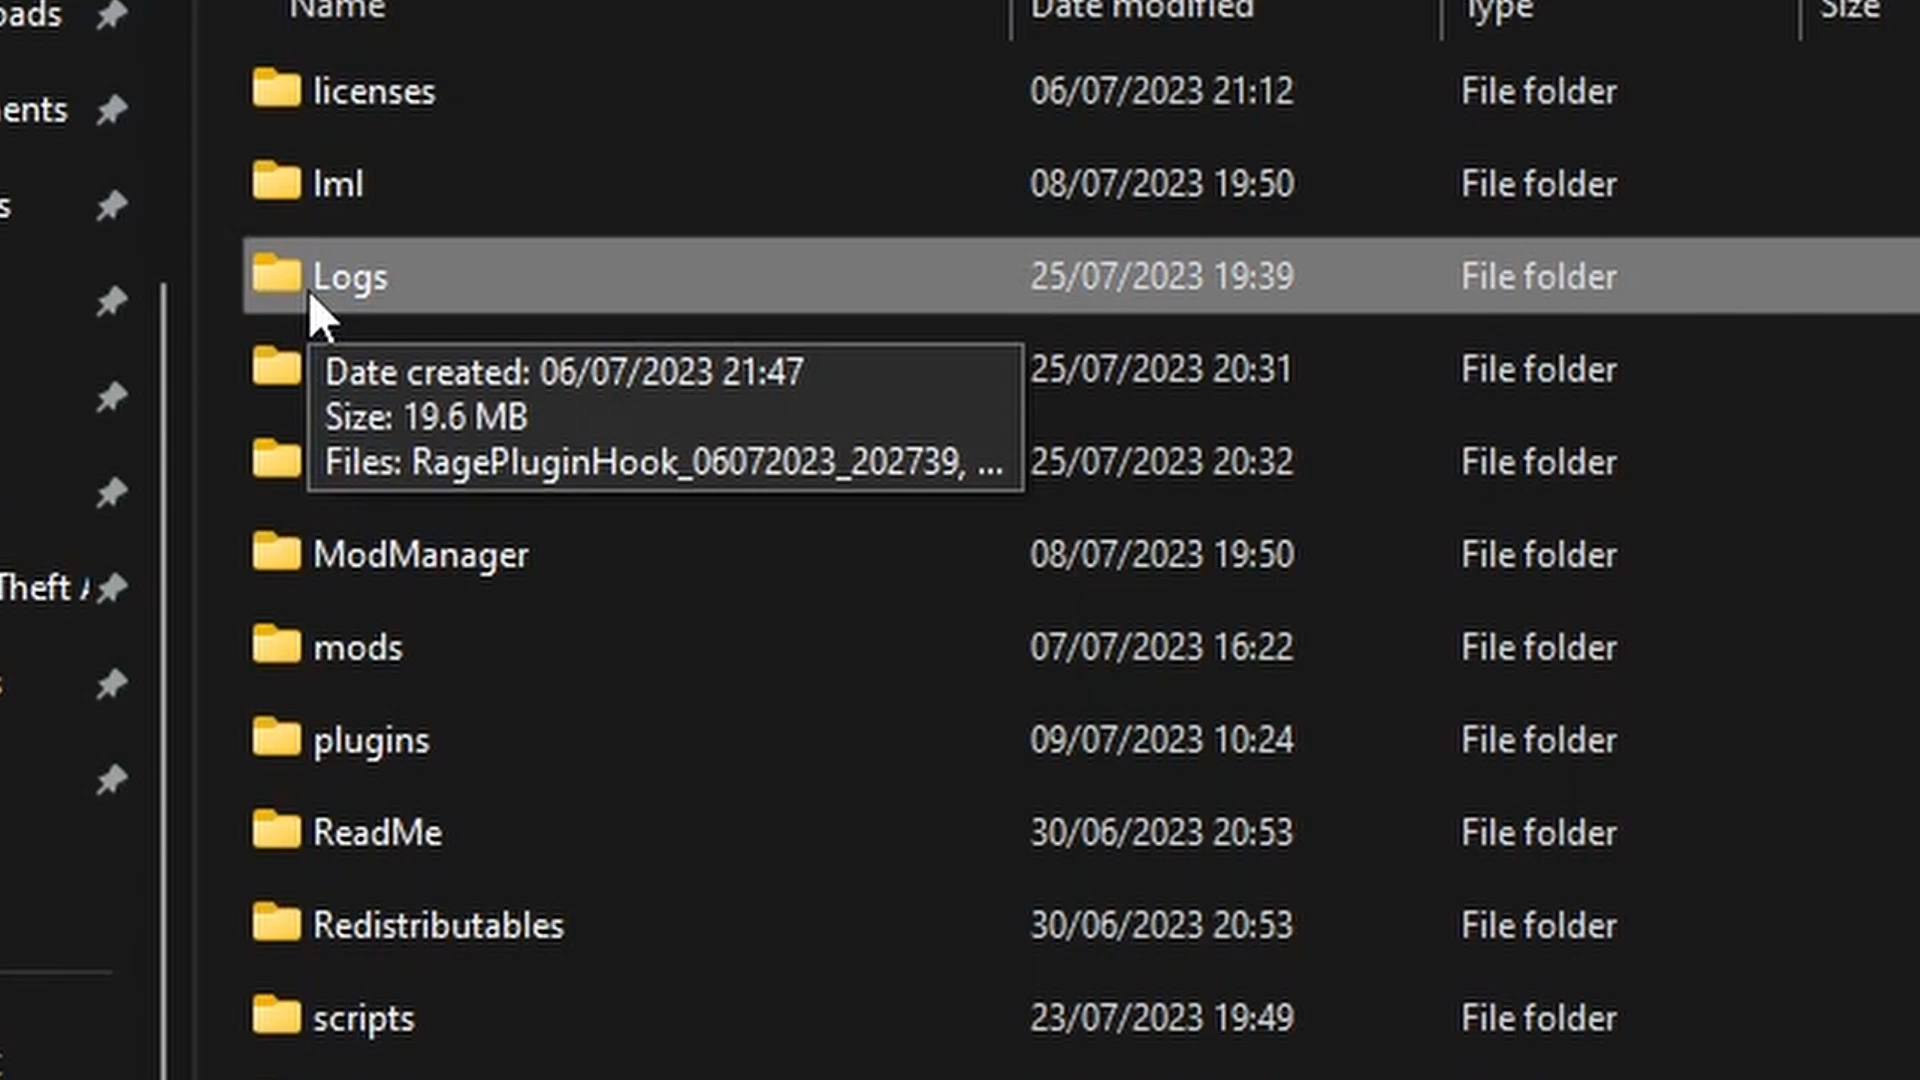 Name Date modified Type Size
licenses 06/07/2023 21:12 File folder
lml 08/07/2023 19:50 File folder
Logs 25/07/2023 19:39 File folder
25/07/2023 20:31 File folder
25/07/2023 20:32 File folder
Date created: 06/07/2023 21:47
Size: 19.6 MB
Files: RagePluginHook_06072023_202739, ...
ModManager 08/07/2023 19:50 File folder
mods 07/07/2023 16:22 File folder
plugins 09/07/2023 10:24 File folder
ReadMe 30/06/2023 20:53 File folder
Redistributables 30/06/2023 20:53 File folder
scripts 23/07/2023 19:49 File folder
oads
ents
s
Theft A